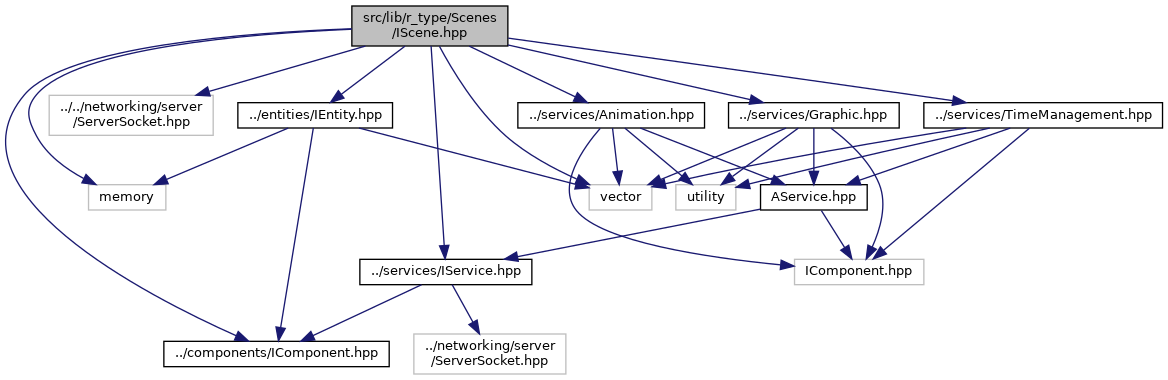 src/lib/r_type/Scenes
/IScene.hpp
../../networking/server
/ServerSocket.hpp
../entities/IEntity.hpp
../services/Animation.hpp
../services/Graphic.hpp
../services/TimeManagement.hpp
memory
vector
utility
AService.hpp
../services/IService.hpp
IComponent.hpp
../components/IComponent.hpp
../networking/server
/ServerSocket.hpp